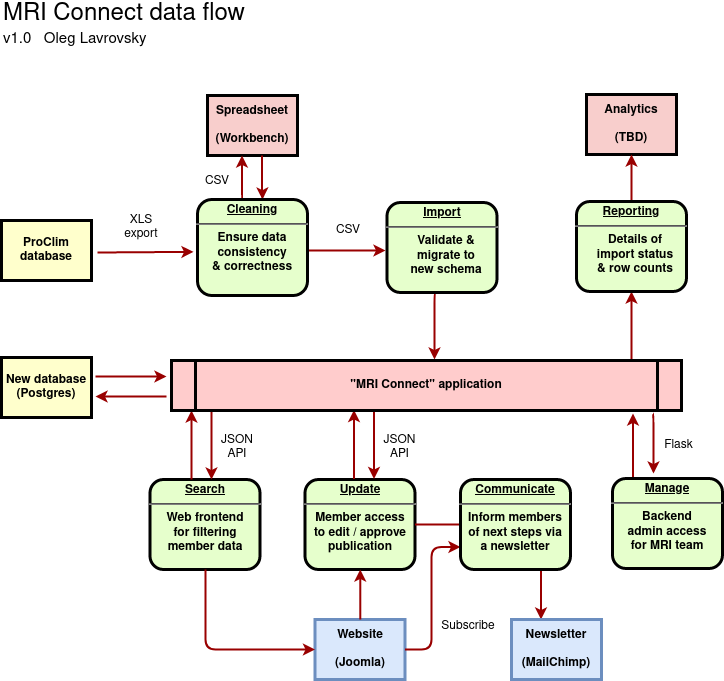 MRI Connect data flow
v1.0 Oleg Lavrovsky
Spreadsheet
(Workbench)
Analytics
(TBD)
CSV
XLS
export
ProClim
database
Cleaning
Ensure data
consistency
& correctness
CSV
Import
Validate &
migrate to
new schema
Reporting
Details of
import status
& row counts
New database
(Postgres)
"MRI Connect" application
JSON
API
JSON
API
Flask
Search
Web frontend
for filtering
member data
Update
Member access
to edit / approve
publication
Communicate
Inform members
of next steps via
a newsletter
Manage
Backend
admin access
for MRI team
Website
(Joomla)
Subscribe
Newsletter
(MailChimp)